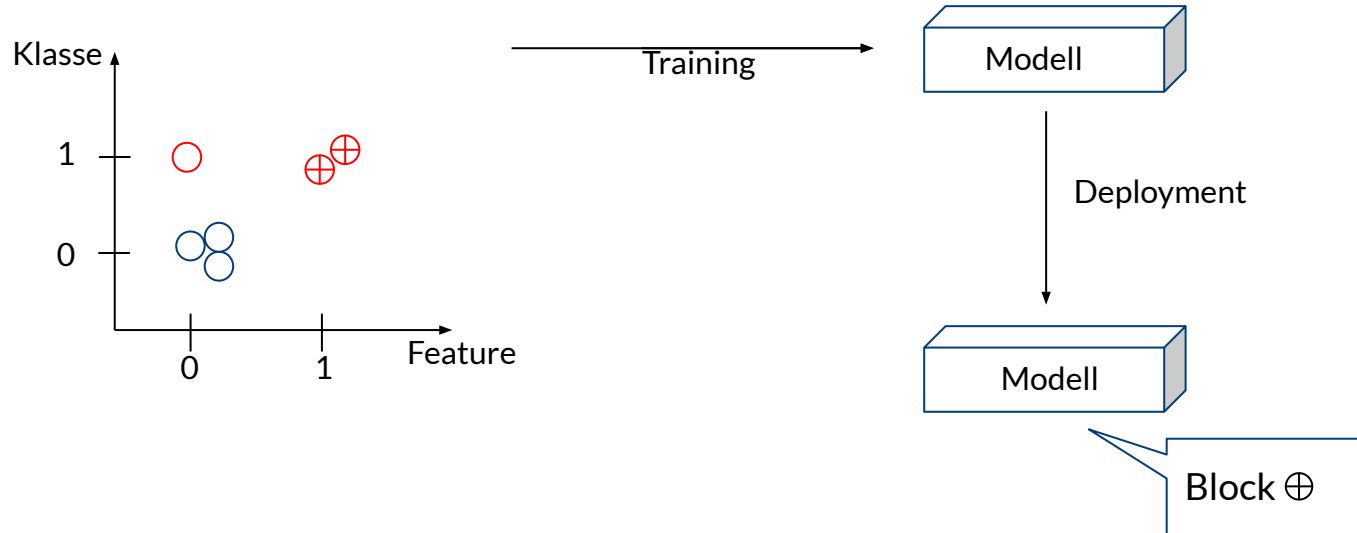 Klasse
1
0
0
1
Feature
Training
Modell
Deployment
Modell
Block ⊕